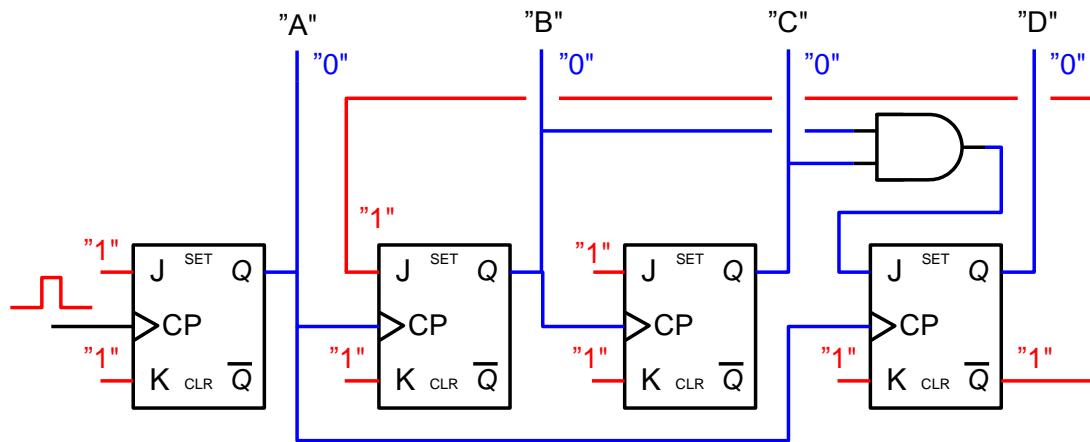 ”A" ”B" ”C" ”D"
”0" ”0" ”0" ”0"
”1"
”1" J SET Q J SET Q ”1" J SET Q J SET Q
CP CP CP CP
”1" K CLR Q ”1" K CLR Q ”1" K CLR Q ”1" K CLR Q ”1"